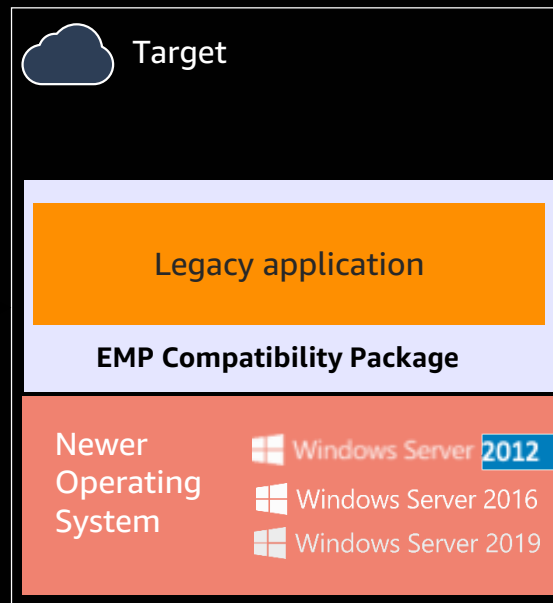 Target
Legacy application
EMP Compatibility Package
Newer
Operating
System
Windows Server 2012
Windows Server 2016
Windows Server 2019